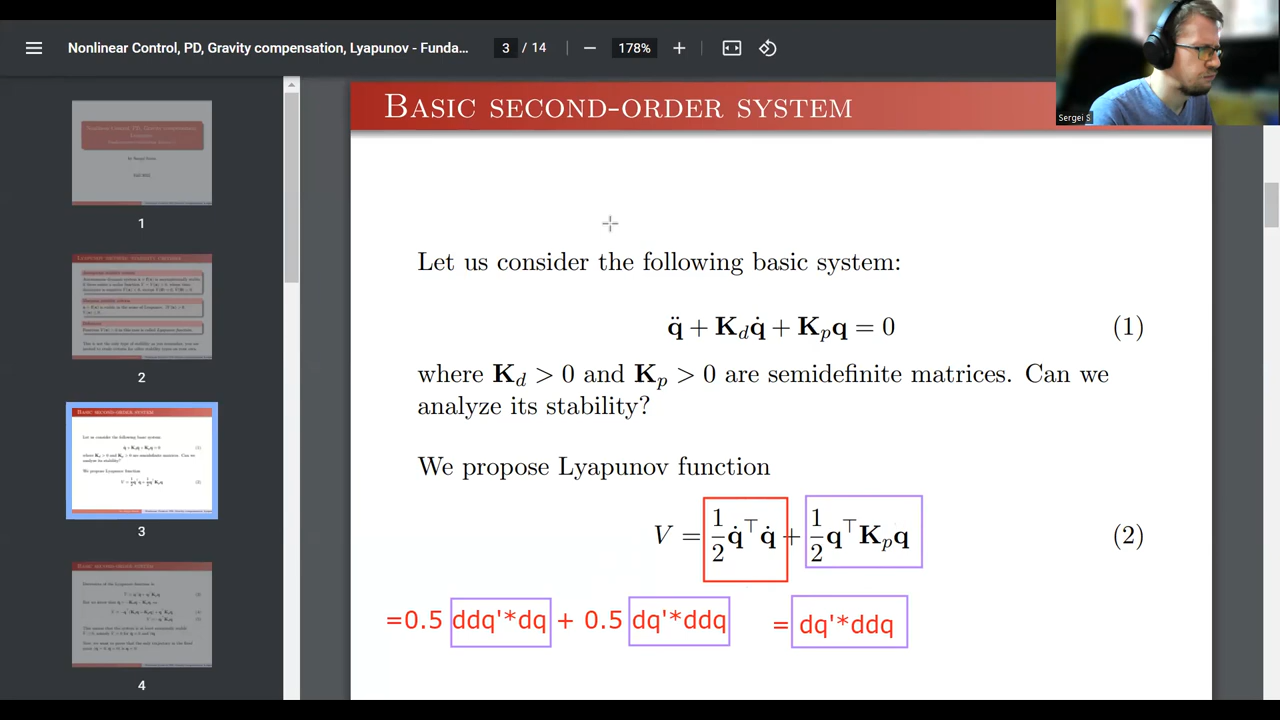 Nonlinear Control, PD, Gravity compensation, Lyapunov - Funda... 3 / 14 178%
Sergei S
BASIC SECOND-ORDER SYSTEM
Let us consider the following basic system:
q̈ + K_d q̇ + K_p q = 0 (1)
where K_d > 0 and K_p > 0 are semidefinite matrices. Can we
analyze its stability?
We propose Lyapunov function
V = 1/2 q̇^⊤ q̇ + 1/2 q^⊤ K_p q (2)
=0.5 ddq'*dq + 0.5 dq'*ddq = dq'*ddq
1
2
3
4